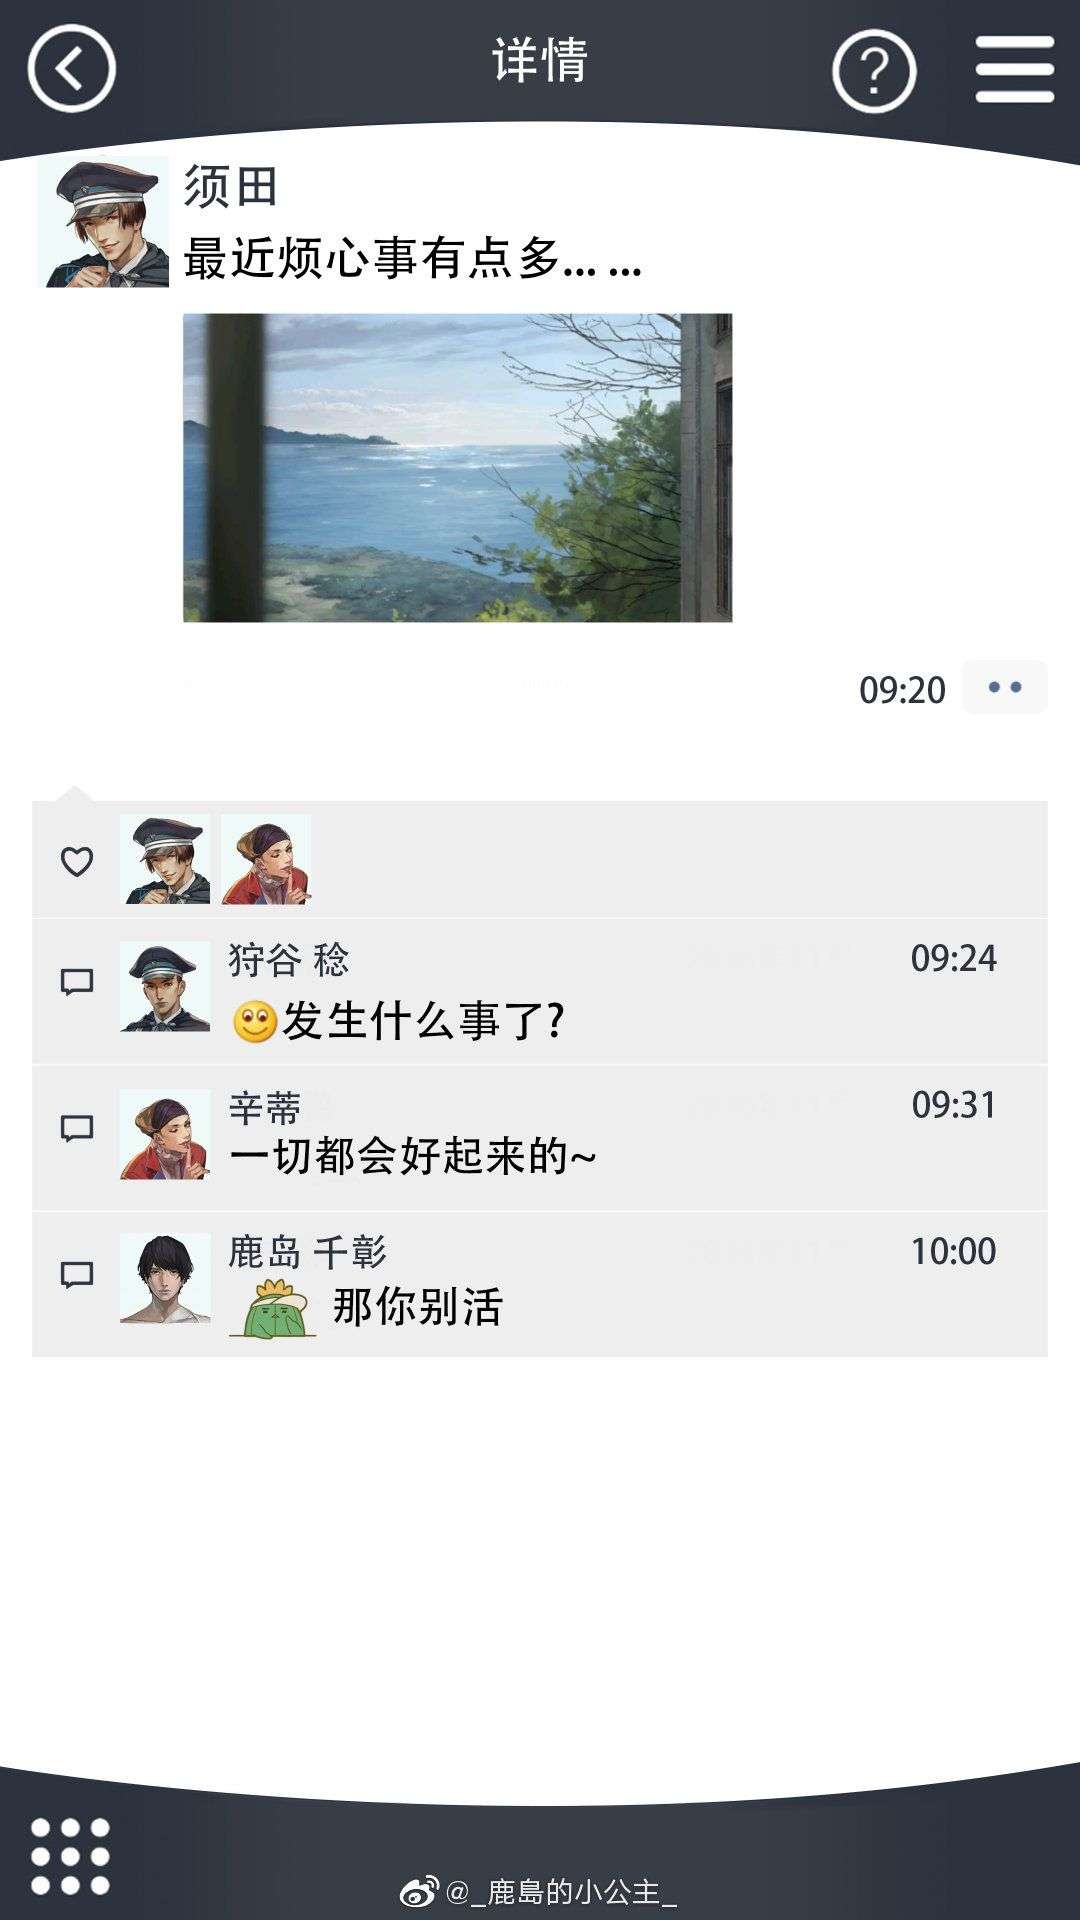 详情
须田
最近烦心事有点多... ...
09:20
狩谷 稔
09:24
发生什么事了?
辛蒂
09:31
一切都会好起来的~
鹿岛 千彰
10:00
那你别活
@_鹿島的小公主_